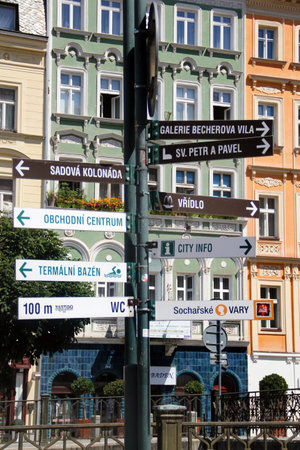 GALERIE BECHEROVA VILA
SV. PETR A PAVEL
SADOVÁ KOLONÁDA
VŘÍDLO
OBCHODNÍ CENTRUM
i CITY INFO
TERMÁLNÍ BAZÉN
100 m WC
Sochařské VARY